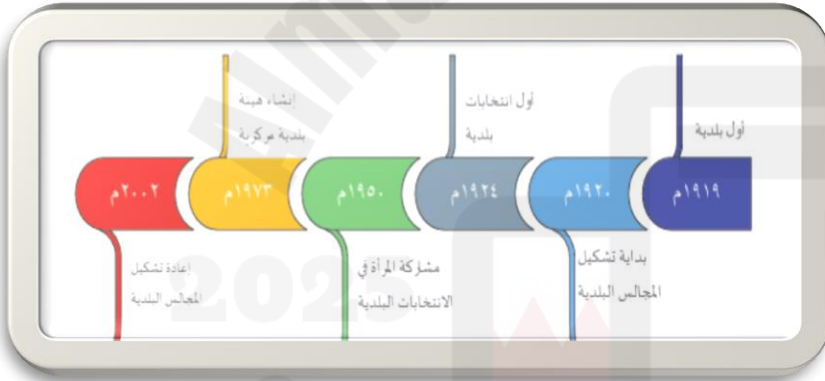 أول بلدية
١٩١٩م
١٩٢٠م
بداية تشكيل
المجالس البلدية
أول انتخابات
بلدية
١٩٢٤م
١٩٥٠م
مشاركة المرأة في
الانتخابات البلدية
إنشاء هيئة
بلدية مركزية
١٩٧٣م
٢٠٠٢م
إعادة تشكيل
المجالس البلدية
2025